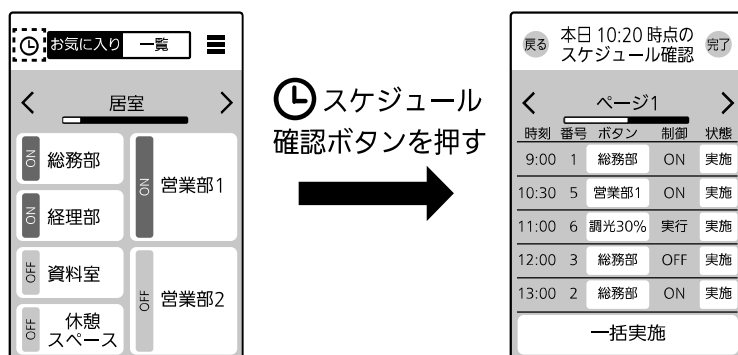 お気に入り 一覧
居室
ON 総務部
ON 営業部1
ON 経理部
OFF 資料室
OFF 営業部2
OFF 休憩
スペース
スケジュール
確認ボタンを押す
戻る 本日 10:20 時点の
スケジュール確認 完了
ページ1
時刻 番号 ボタン 制御 状態
9:00 1 総務部 ON 実施
10:30 5 営業部1 ON 実施
11:00 6 調光30% 実行 実施
12:00 3 総務部 OFF 実施
13:00 2 総務部 ON 実施
一括実施